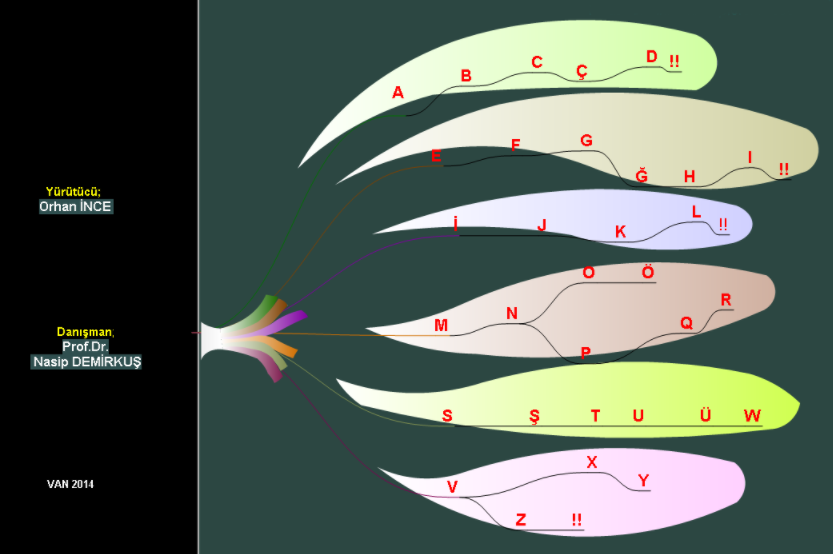 Yürütücü;
Orhan İNCE
Danışman;
Prof.Dr.
Nasip DEMİRKUŞ
VAN 2014
A B C Ç D !!
E F G Ğ H I !!
İ J K L !!
M N O Ö P Q R
S Ş T U Ü W
V X Y
Z !!